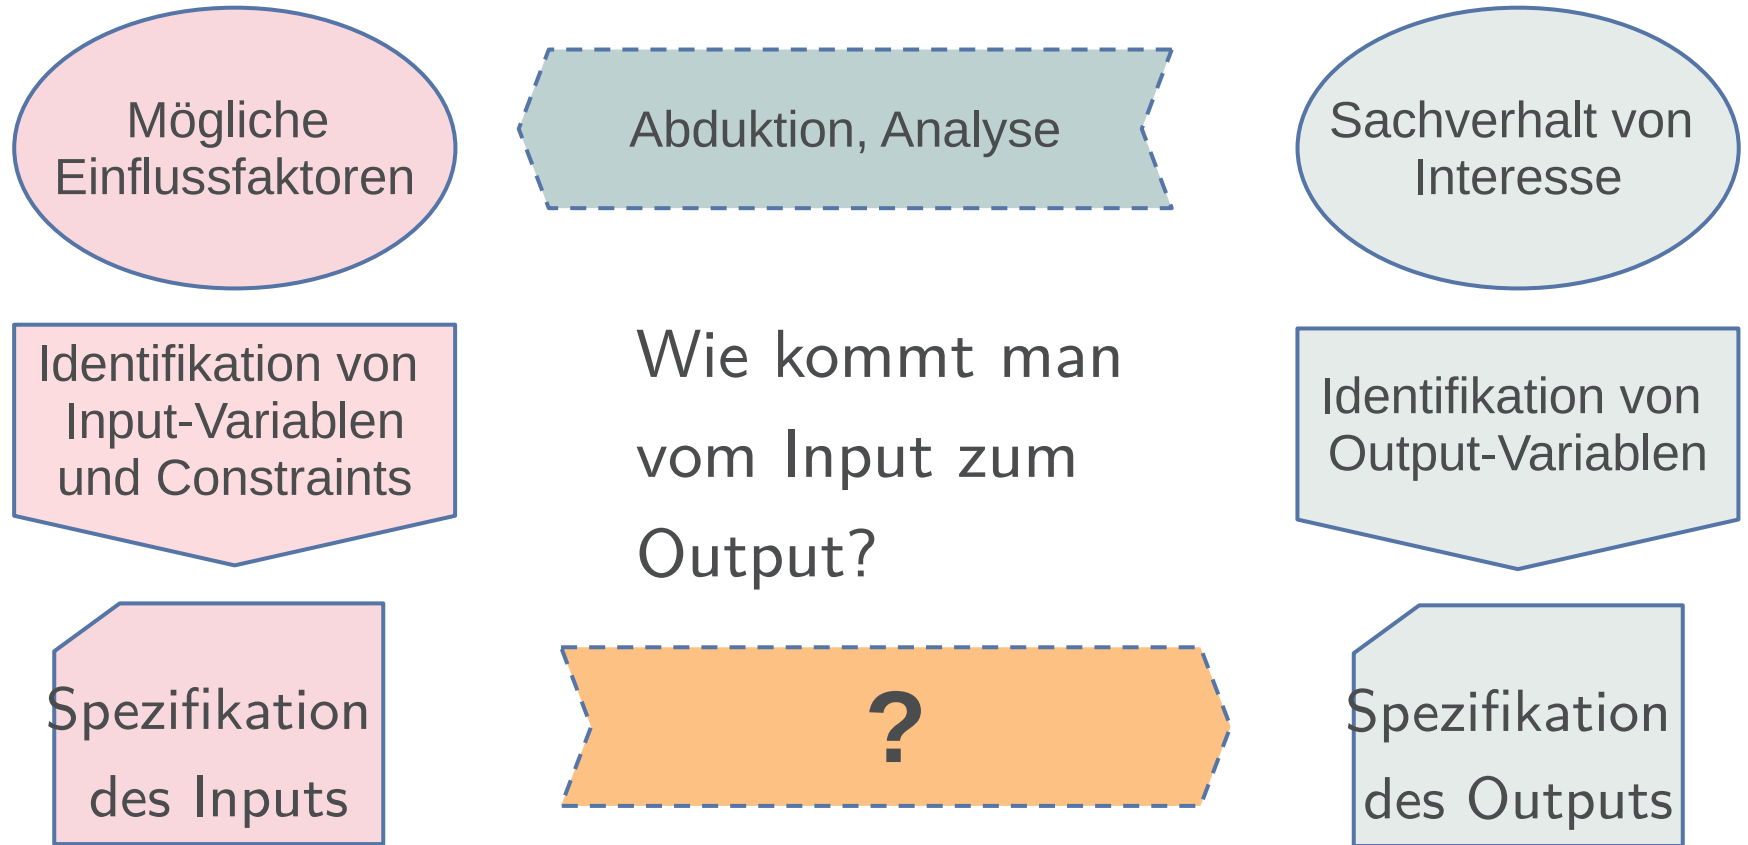 Mögliche
Einflussfaktoren
Abduktion, Analyse
Sachverhalt von
Interesse
Identifikation von
Input-Variablen
und Constraints
Wie kommt man
vom Input zum
Output?
Identifikation von
Output-Variablen
Spezifikation
des Inputs
?
Spezifikation
des Outputs